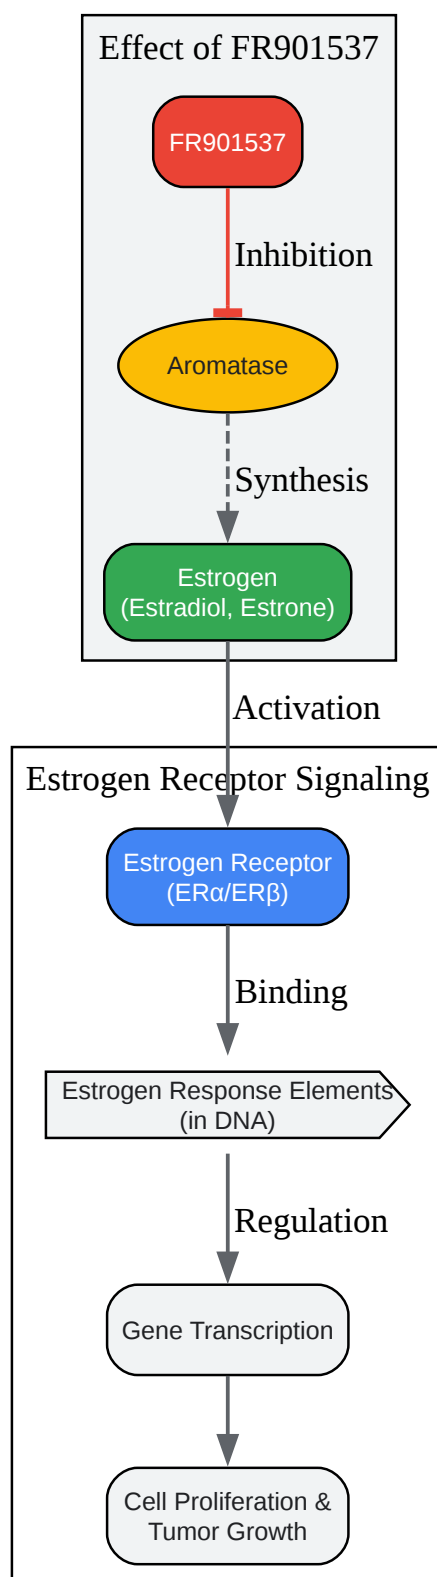 Effect of FR901537
FR901537
Inhibition
Aromatase
Synthesis
Estrogen
(Estradiol, Estrone)
Activation
Estrogen Receptor Signaling
Estrogen Receptor
(ERα/ERβ)
Binding
Estrogen Response Elements
(in DNA)
Regulation
Gene Transcription
Cell Proliferation &
Tumor Growth